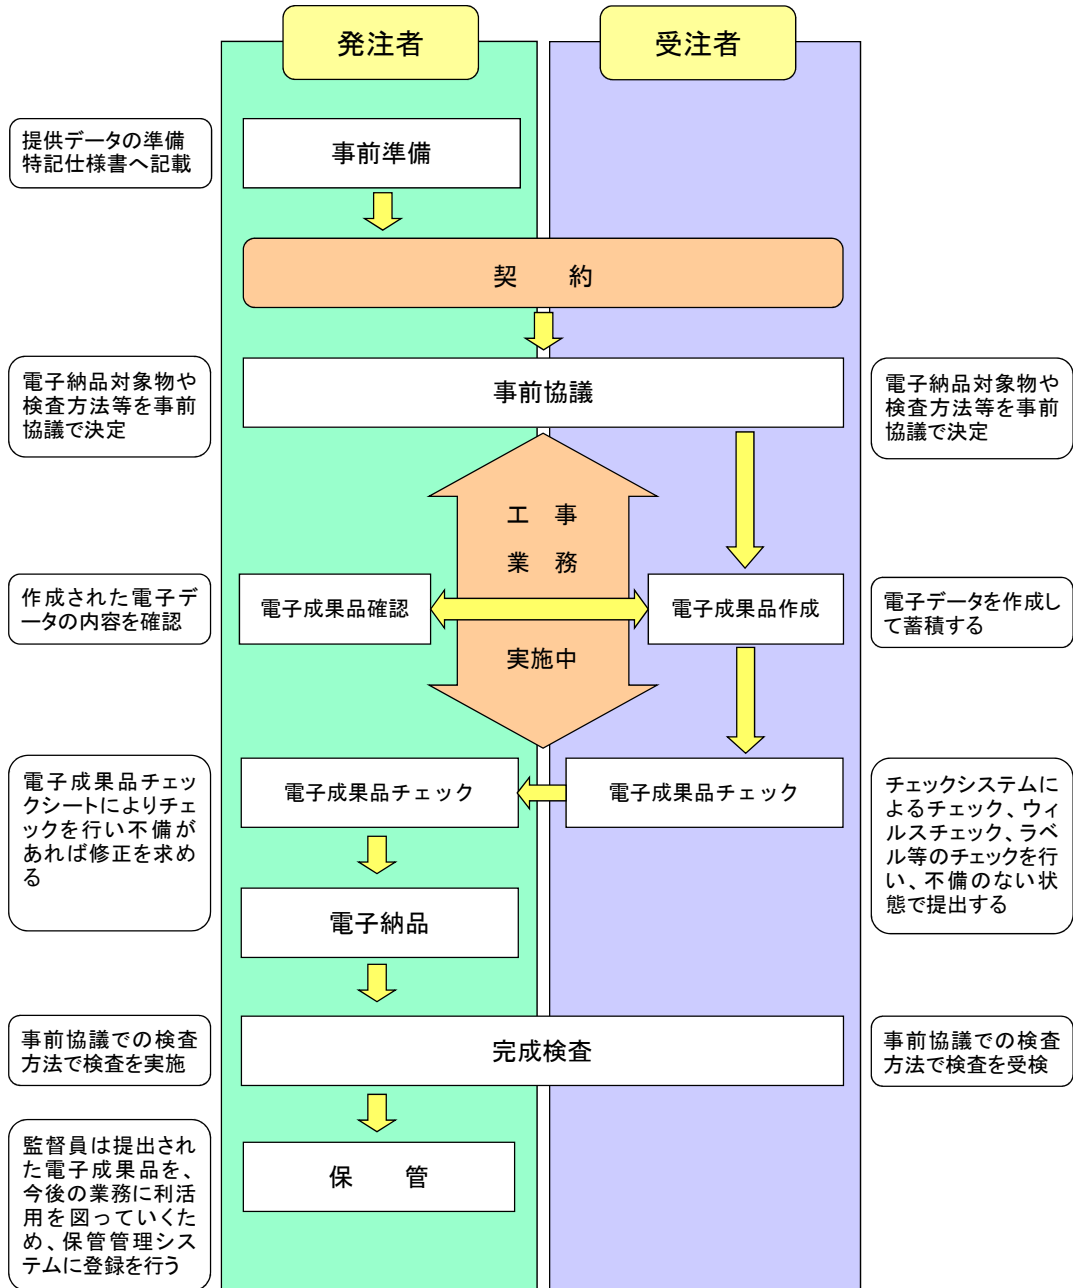 発注者
受注者
提供データの準備
特記仕様書へ記載
事前準備
契　約
電子納品対象物や
検査方法等を事前
協議で決定
事前協議
電子納品対象物や
検査方法等を事前
協議で決定
工　事
業　務
作成された電子デ
ータの内容を確認
電子成果品確認
電子成果品作成
電子データを作成し
て蓄積する
実施中
電子成果品チェッ
クシートによりチェ
ックを行い不備が
あれば修正を求め
る
電子成果品チェック
電子成果品チェック
チェックシステムに
よるチェック、ウィ
ルスチェック、ラベ
ル等のチェックを行
い、不備のない状
態で提出する
電子納品
事前協議での検査
方法で検査を実施
完成検査
事前協議での検査
方法で検査を受検
監督員は提出され
た電子成果品を、
今後の業務に利活
用を図っていくた
め、保管管理シス
テムに登録を行う
保　管